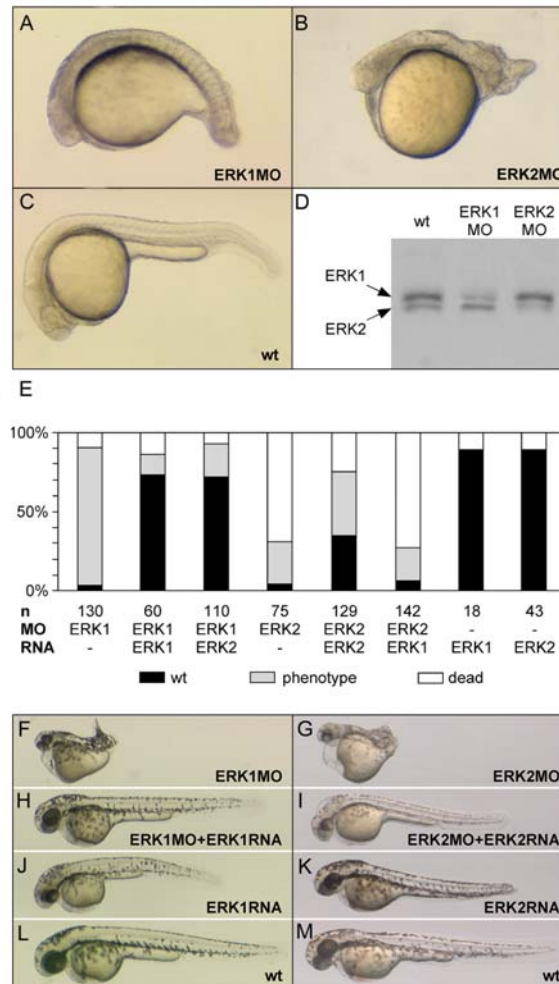 A
B
ERK1MO
ERK2MO
C
D
wt
wt ERK1 MO ERK2 MO
ERK1
ERK2
E
100%
50%
0%
n 130 60 110 75 129 142 18 43
MO ERK1 ERK1 ERK1 ERK2 ERK2 ERK2 - -
RNA - ERK1 ERK2 - ERK2 ERK1 ERK1 ERK2
wt phenotype dead
F
ERK1MO
G
ERK2MO
H
ERK1MO+ERK1RNA
I
ERK2MO+ERK2RNA
J
ERK1RNA
K
ERK2RNA
L
wt
M
wt